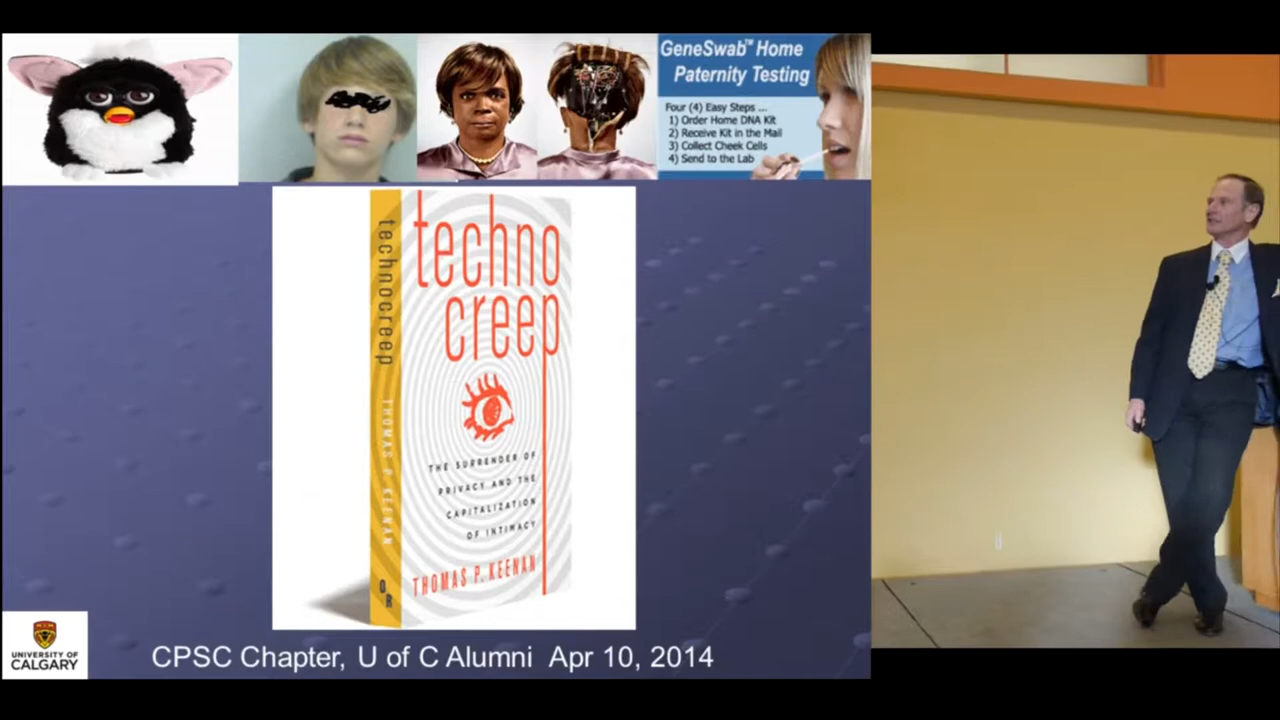 GeneSwab™ Home
Paternity Testing
Four (4) Easy Steps ...
1) Order Home DNA Kit
2) Receive Kit in the Mail
3) Collect Cheek Cells
4) Send to the Lab
technocreep
THOMAS P. KEENAN
OR
techno
creep
THE SURRENDER OF
PRIVACY AND THE
CAPITALIZATION
OF INTIMACY
THOMAS P. KEENAN
UNIVERSITY OF
CALGARY
CPSC Chapter, U of C Alumni Apr 10, 2014